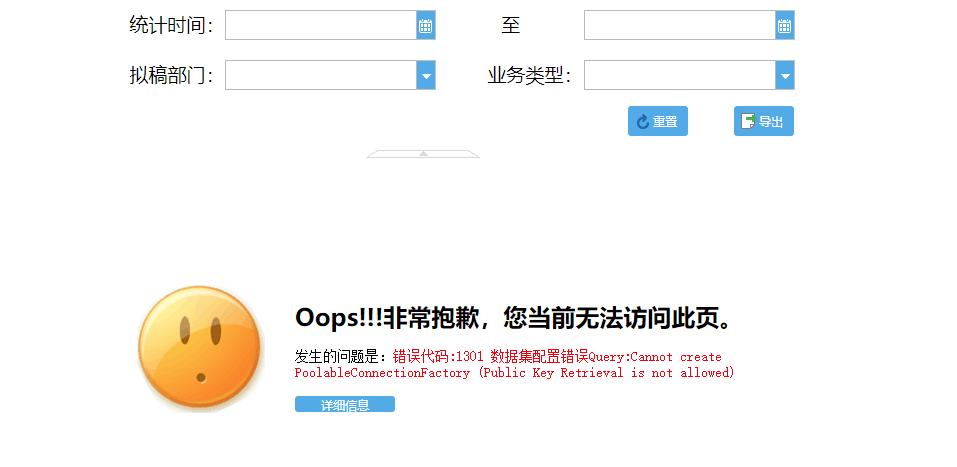 统计时间： 至
拟稿部门： 业务类型：
重置 导出
Oops!!!非常抱歉，您当前无法访问此页。
发生的问题是：错误代码:1301 数据集配置错误Query:Cannot create
PoolableConnectionFactory (Public Key Retrieval is not allowed)
详细信息